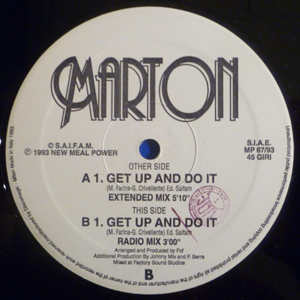 MARTON
© S.A.I.F.A.M.
℗ 1993 NEW MEAL POWER
S.I.A.E.
MP 67/93
45 GIRI
OTHER SIDE
A 1. GET UP AND DO IT
(M. Farina-G. Crivellente) Ed. Saifam
EXTENDED MIX 5'10"
THIS SIDE
B 1. GET UP AND DO IT
(M. Farina-G. Crivellente) Ed. Saifam
RADIO MIX 3'00"
Arranged and Produced by Fof
Additional Production By Johnny Mix and F. Serra
Mixed at Factory Sound Studios
B